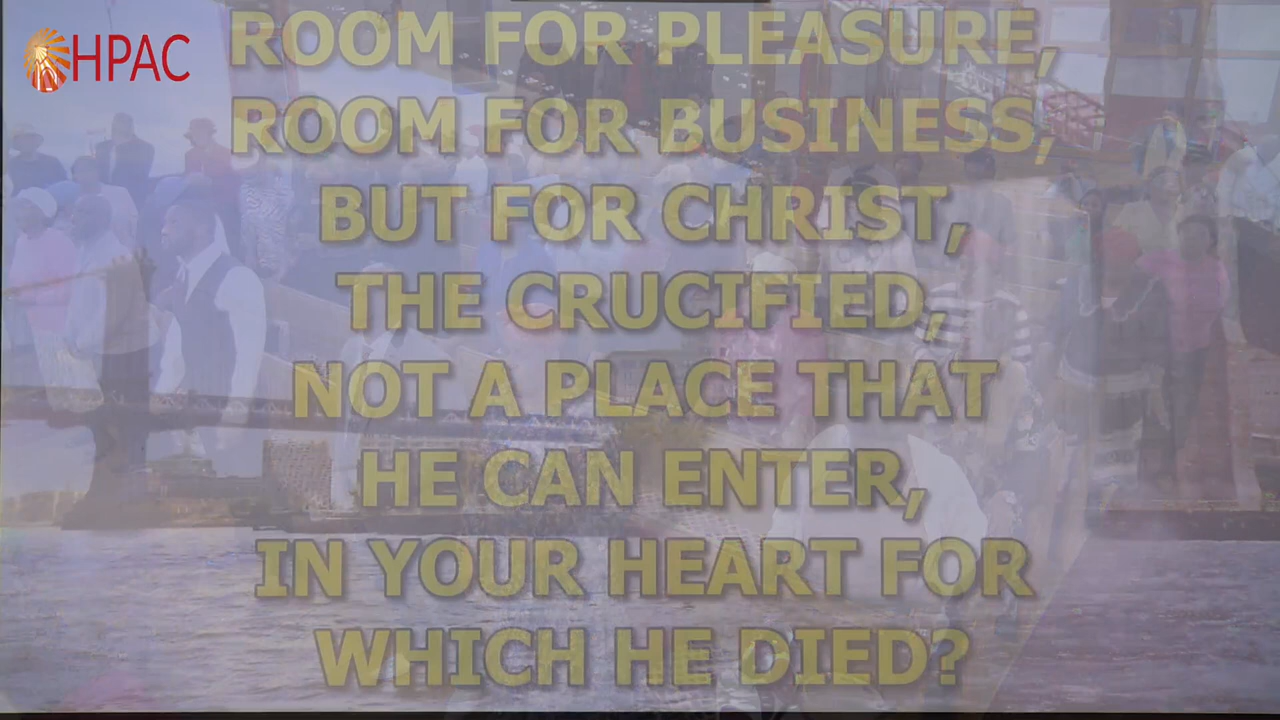 HPAC
ROOM FOR PLEASURE,
ROOM FOR BUSINESS,
BUT FOR CHRIST,
THE CRUCIFIED,
NOT A PLACE THAT
HE CAN ENTER,
IN YOUR HEART FOR
WHICH HE DIED?